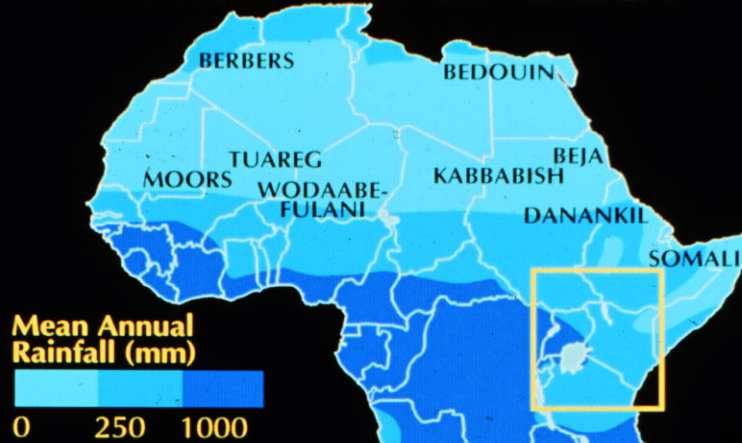 BERBERS
BEDOUIN
TUAREG
BEJA
MOORS
WODAABE-
FULANI
KABBABISH
DANANKIL
SOMALI
Mean Annual
Rainfall (mm)
0 250 1000